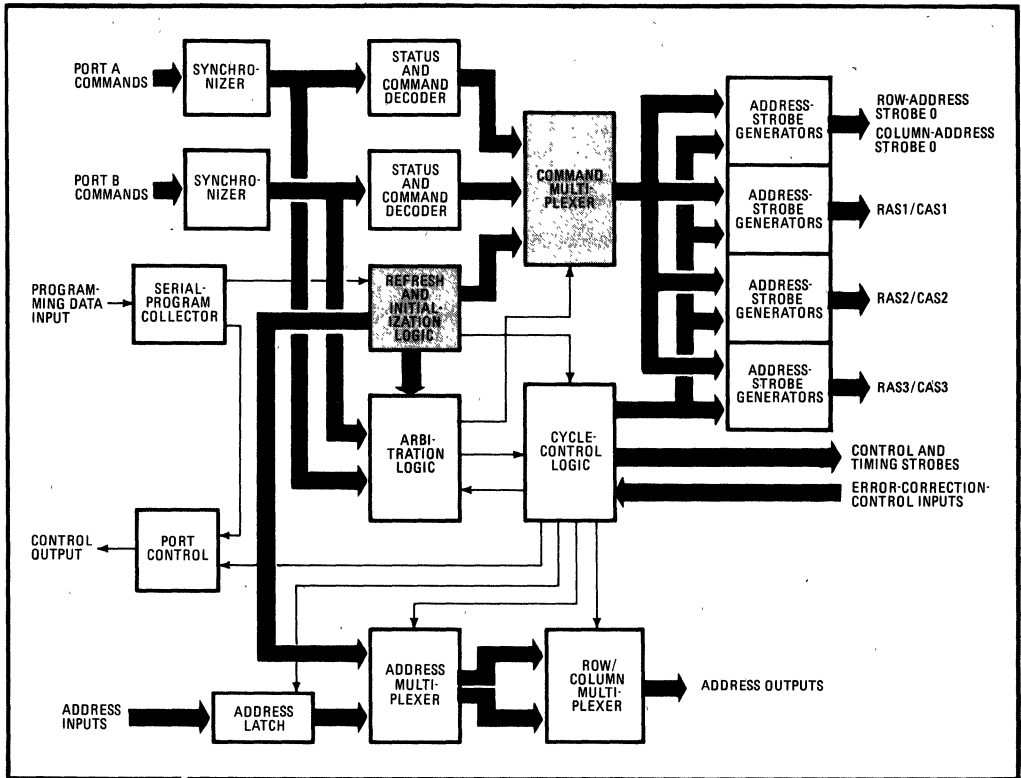 PORT A
COMMANDS
SYNCHRO-
NIZER
STATUS
AND
COMMAND
DECODER
PORT B
COMMANDS
SYNCHRO-
NIZER
STATUS
AND
COMMAND
DECODER
COMMAND
MULTI-
PLEXER
ADDRESS-
STROBE
GENERATORS
ROW-ADDRESS
STROBE 0
COLUMN-ADDRESS
STROBE 0
ADDRESS-
STROBE
GENERATORS
RAS1/CAS1
ADDRESS-
STROBE
GENERATORS
RAS2/CAS2
ADDRESS-
STROBE
GENERATORS
RAS3/CAS3
PROGRAM-
MING DATA
INPUT
SERIAL-
PROGRAM
COLLECTOR
REFRESH
AND
INITIAL-
IZATION
LOGIC
ARBI-
TRATION
LOGIC
CYCLE-
CONTROL
LOGIC
CONTROL AND
TIMING STROBES
ERROR-CORRECTION-
CONTROL INPUTS
CONTROL
OUTPUT
PORT
CONTROL
ADDRESS
INPUTS
ADDRESS
LATCH
ADDRESS
MULTI-
PLEXER
ROW/
COLUMN
MULTI-
PLEXER
ADDRESS OUTPUTS